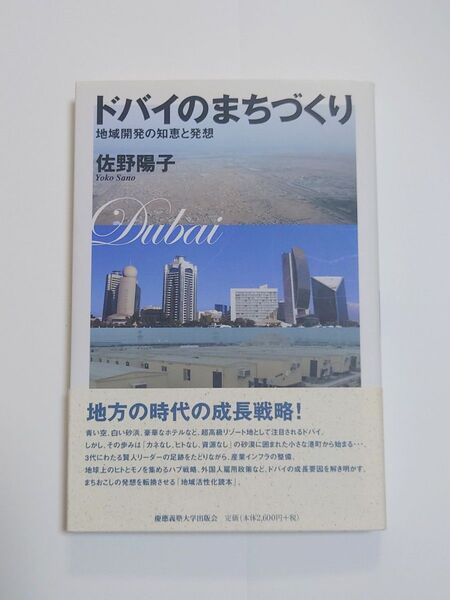 ドバイのまちづくり
地域開発の知恵と発想
佐野陽子
Yoko Sano
Dubai
地方の時代の成長戦略！
青い空、白い砂浜、豪華なホテルなど、超高級リゾート地として注目されるドバイ。
しかし、その歩みは「カネなし、ヒトなし、資源なし」の砂漠に囲まれた小さな港町から始まる・・・。
3代にわたる賢人リーダーの足跡をたどりながら、産業インフラの整備、
地球上のヒトとモノを集めるハブ戦略、外国人雇用政策など、ドバイの成長要因を解き明かす。
まちおこしの発想を転換させる「地域活性化読本」。
慶應義塾大学出版会 定価(本体2,600円+税)